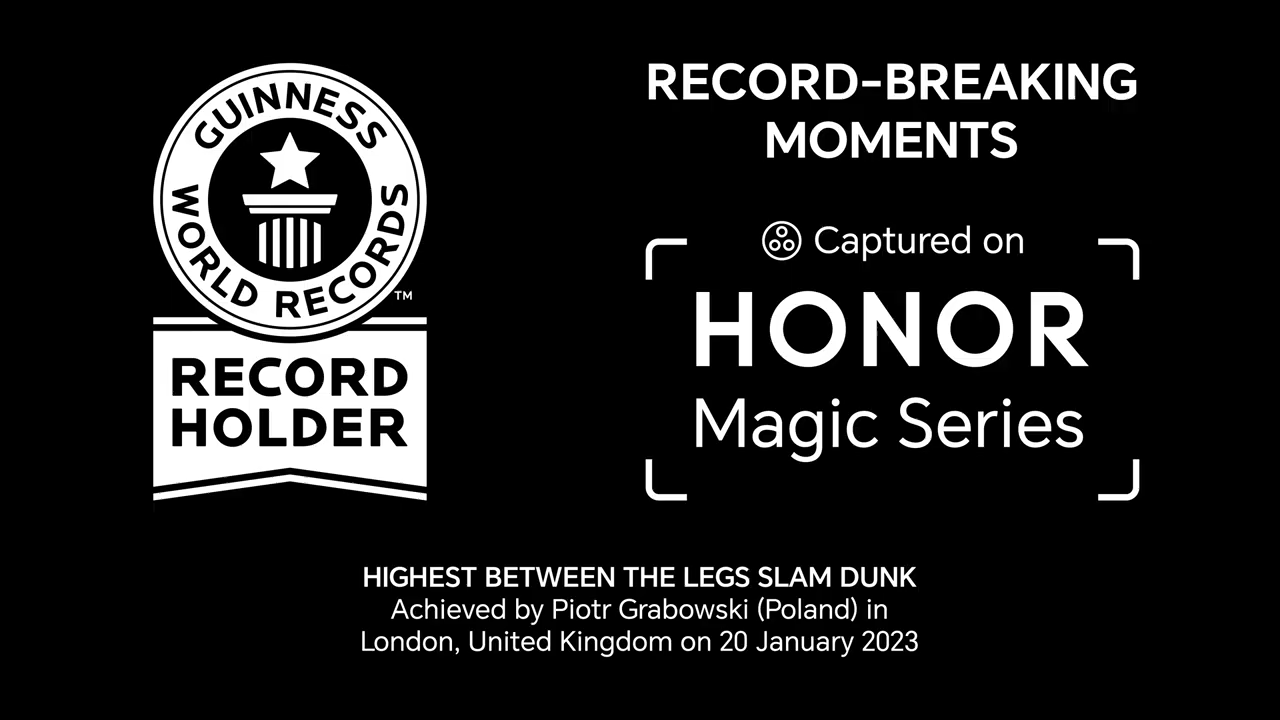 GUINNESS
WORLD RECORDS
TM
RECORD
HOLDER
RECORD-BREAKING
MOMENTS
Captured on
HONOR
Magic Series
HIGHEST BETWEEN THE LEGS SLAM DUNK
Achieved by Piotr Grabowski (Poland) in
London, United Kingdom on 20 January 2023